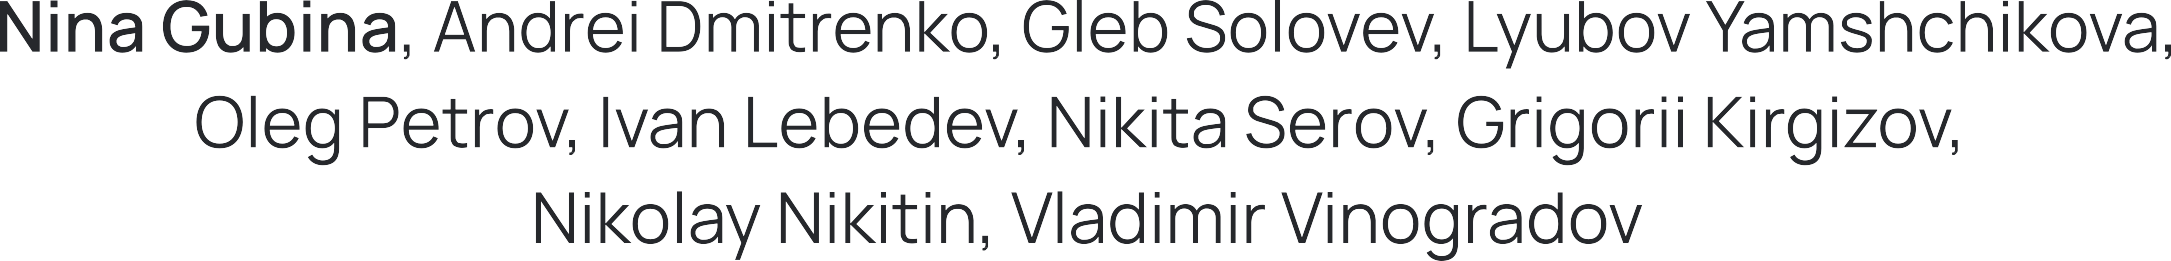 Nina Gubina, Andrei Dmitrenko, Gleb Solovev, Lyubov Yamshchikova,
Oleg Petrov, Ivan Lebedev, Nikita Serov, Grigorii Kirgizov,
Nikolay Nikitin, Vladimir Vinogradov